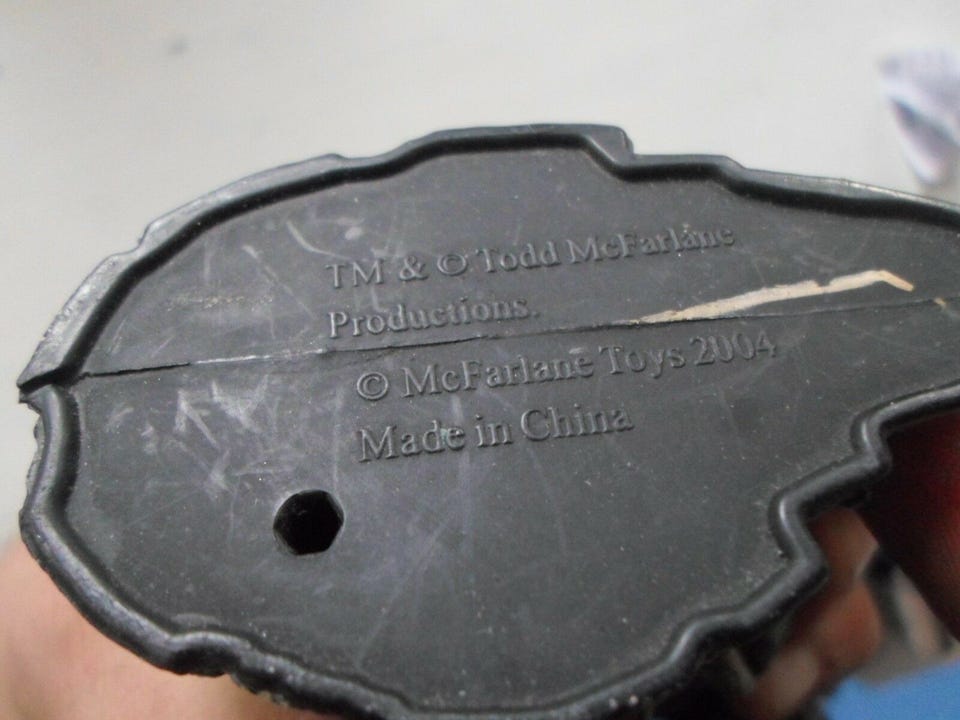 TM & © Todd McFarlane
Productions.
© McFarlane Toys 2004
Made in China